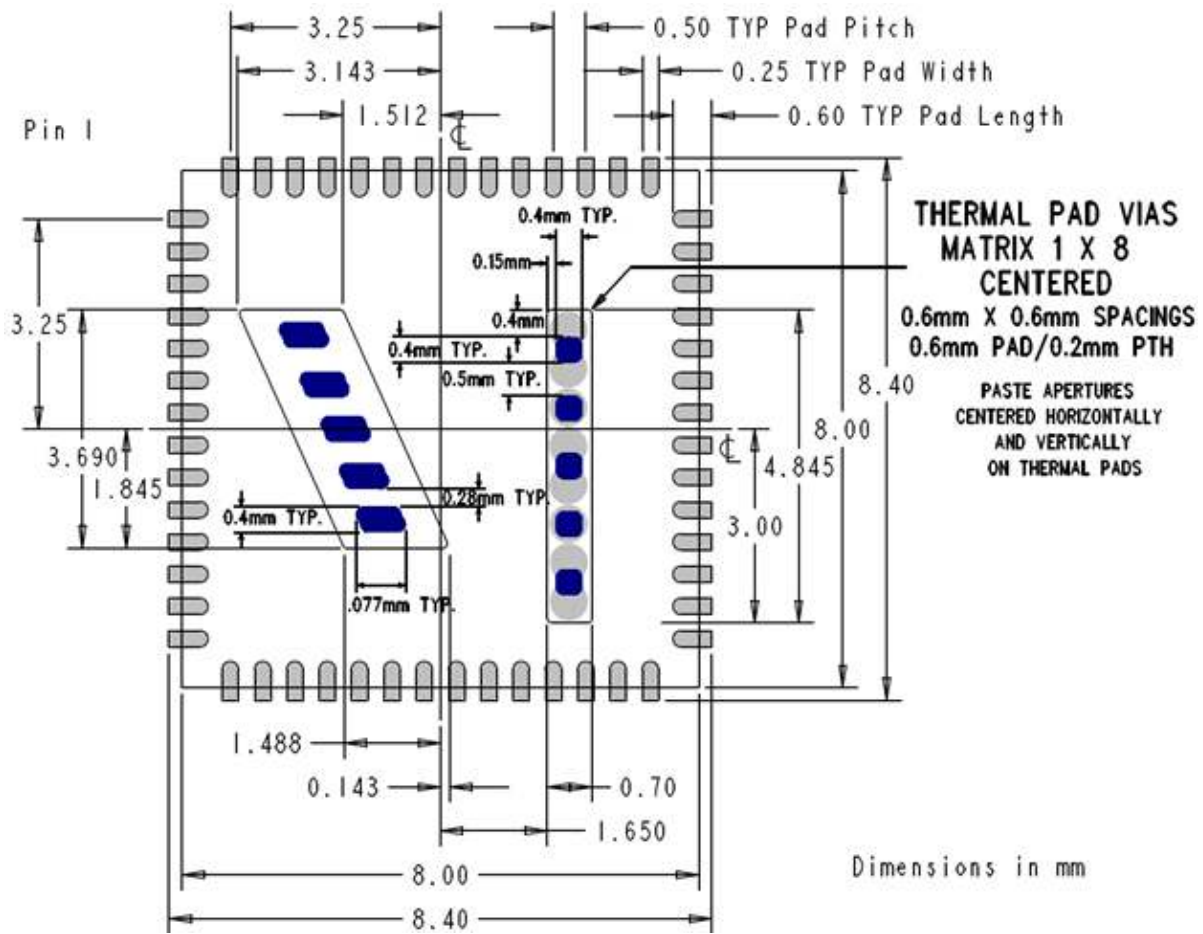 3.25
0.50 TYP Pad Pitch
3.143
0.25 TYP Pad Width
1.512
0.60 TYP Pad Length
Pin 1
℄
0.4mm TYP.
THERMAL PAD VIAS
MATRIX 1 X 8
CENTERED
0.6mm X 0.6mm SPACINGS
0.6mm PAD/0.2mm PTH
0.15mm
3.25
0.4mm
0.4mm TYP.
0.5mm TYP.
8.40
PASTE APERTURES
CENTERED HORIZONTALLY
AND VERTICALLY
ON THERMAL PADS
8.00
℄
3.690
4.845
1.845
0.28mm TYP.
0.4mm TYP.
3.00
.077mm TYP.
1.488
0.143
0.70
1.650
Dimensions in mm
8.00
8.40